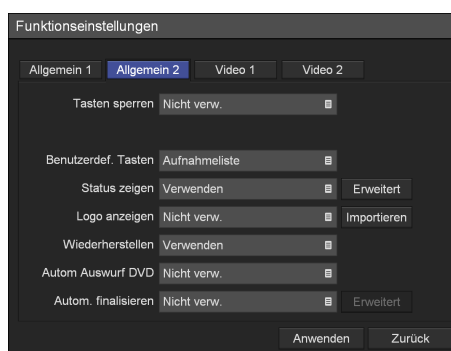 Funktionseinstellungen
Allgemein 1 Allgemein 2 Video 1 Video 2
Tasten sperren Nicht verw.
Benutzerdef. Tasten Aufnahmeliste
Status zeigen Verwenden Erweitert
Logo anzeigen Nicht verw. Importieren
Wiederherstellen Verwenden
Autom Auswurf DVD Nicht verw.
Autom. finalisieren Nicht verw. Erweitert
Anwenden Zurück